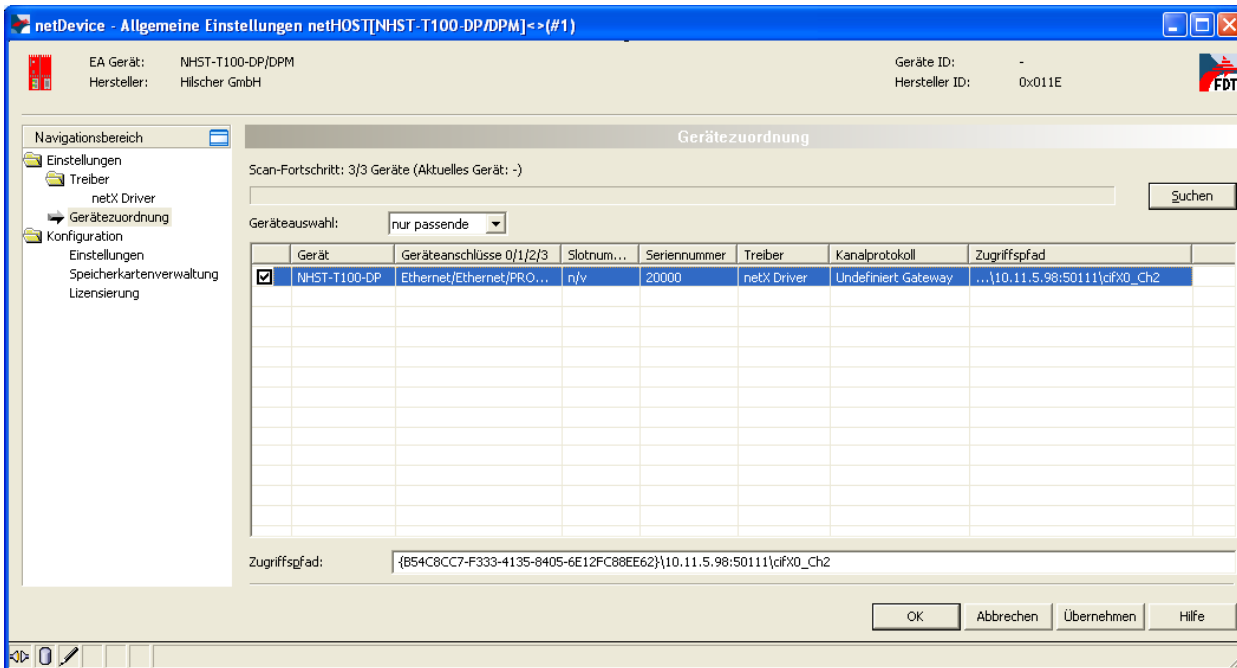 netDevice - Allgemeine Einstellungen netHOST[NHST-T100-DP/DPM]<>(#1)
EA Gerät: NHST-T100-DP/DPM Geräte ID: -
Hersteller: Hilscher GmbH Hersteller ID: 0x011E
FDT
Navigationsbereich
Gerätezuordnung
Einstellungen
Treiber
netX Driver
Gerätezuordnung
Konfiguration
Einstellungen
Speicherkartenverwaltung
Lizensierung
Scan-Fortschritt: 3/3 Geräte (Aktuelles Gerät: -)
Suchen
Geräteauswahl: nur passende
Gerät Geräteanschlüsse 0/1/2/3 Slotnum... Seriennummer Treiber Kanalprotokoll Zugriffspfad
NHST-T100-DP Ethernet/Ethernet/PRO... n/v 20000 netX Driver Undefiniert Gateway ...\10.11.5.98:50111\cifX0_Ch2
Zugriffspfad: {B54C8CC7-F333-4135-8405-6E12FC88EE62}\10.11.5.98:50111\cifX0_Ch2
OK Abbrechen Übernehmen Hilfe